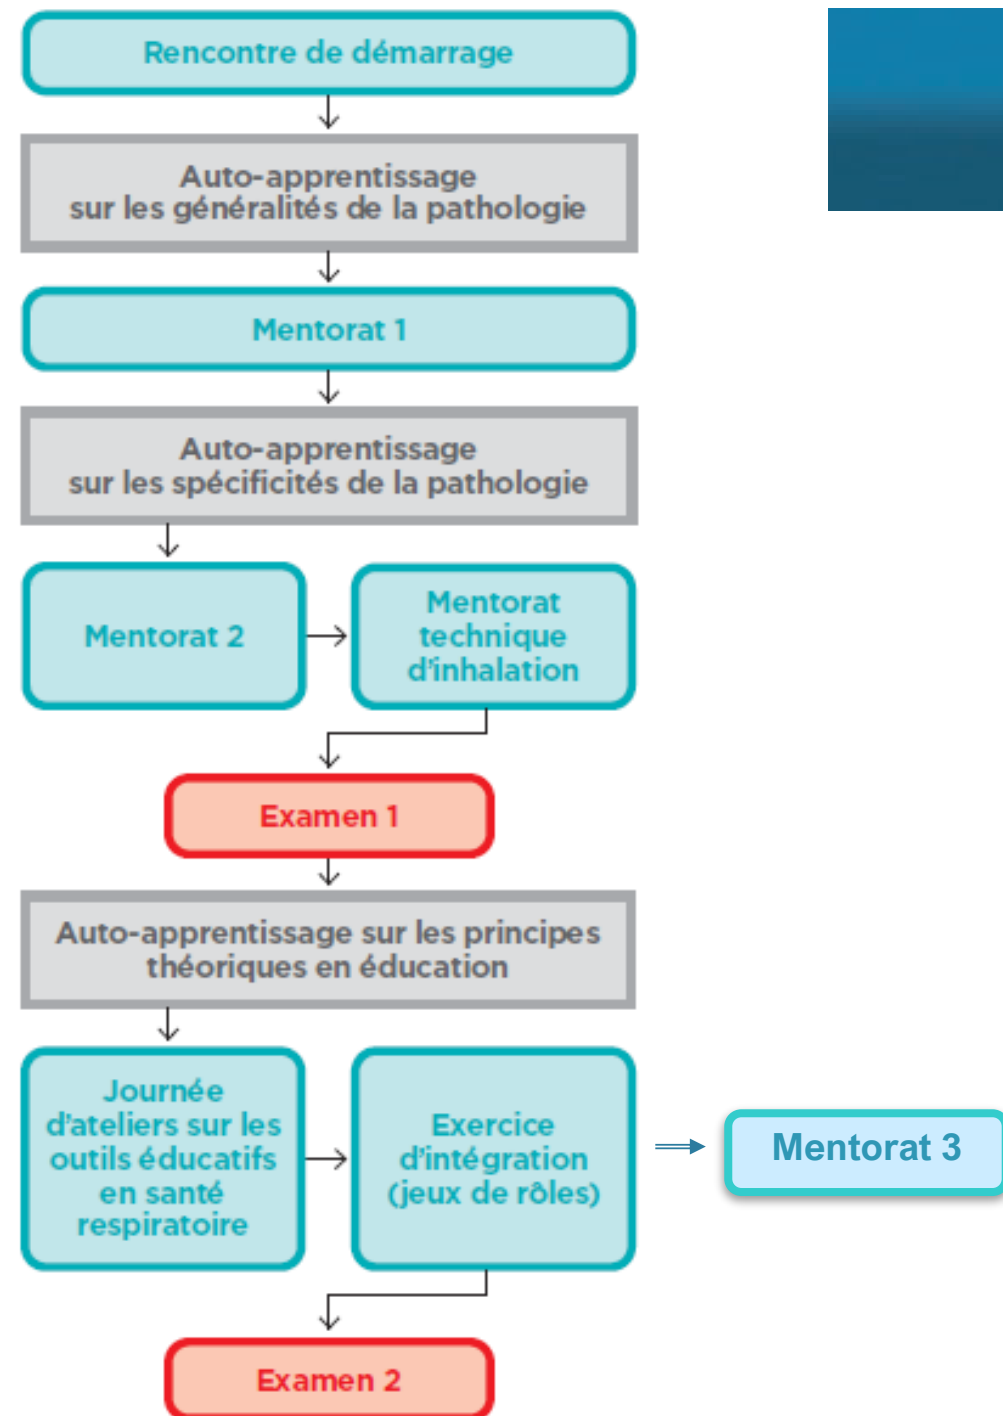 Rencontre de démarrage
Auto-apprentissage
sur les généralités de la pathologie
Mentorat 1
Auto-apprentissage
sur les spécificités de la pathologie
Mentorat 2
Mentorat
technique
d'inhalation
Examen 1
Auto-apprentissage sur les principes
théoriques en éducation
Journée
d'ateliers sur les
outils éducatifs
en santé
respiratoire
Exercice
d'intégration
(jeux de rôles)
Mentorat 3
Examen 2